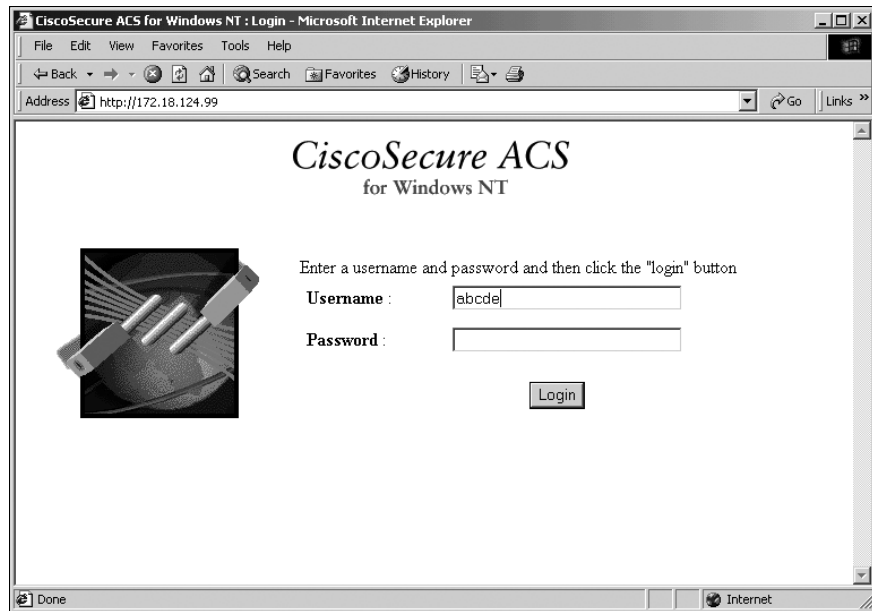 CiscoSecure ACS for Windows NT : Login - Microsoft Internet Explorer
File Edit View Favorites Tools Help
Back Search Favorites History
Address http://172.18.124.99 Go Links »
CiscoSecure ACS
for Windows NT
Enter a username and password and then click the "login" button
Username : abcde
Password :
Login
Done Internet